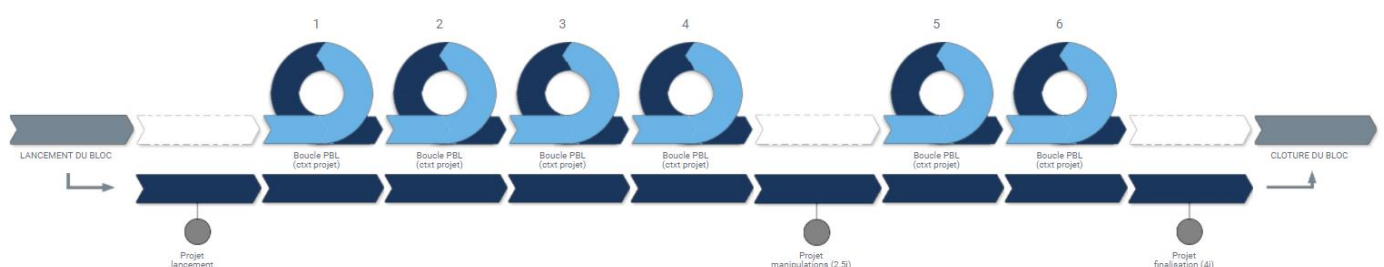 1
2
3
4
5
6
LANCEMENT DU BLOC
Boucle PBL
(ctxt projet)
Boucle PBL
(ctxt projet)
Boucle PBL
(ctxt projet)
Boucle PBL
(ctxt projet)
Boucle PBL
(ctxt projet)
Boucle PBL
(ctxt projet)
CLOTURE DU BLOC
Projet
lancement
Projet
manipulations (2,5j)
Projet
finalisation (4j)